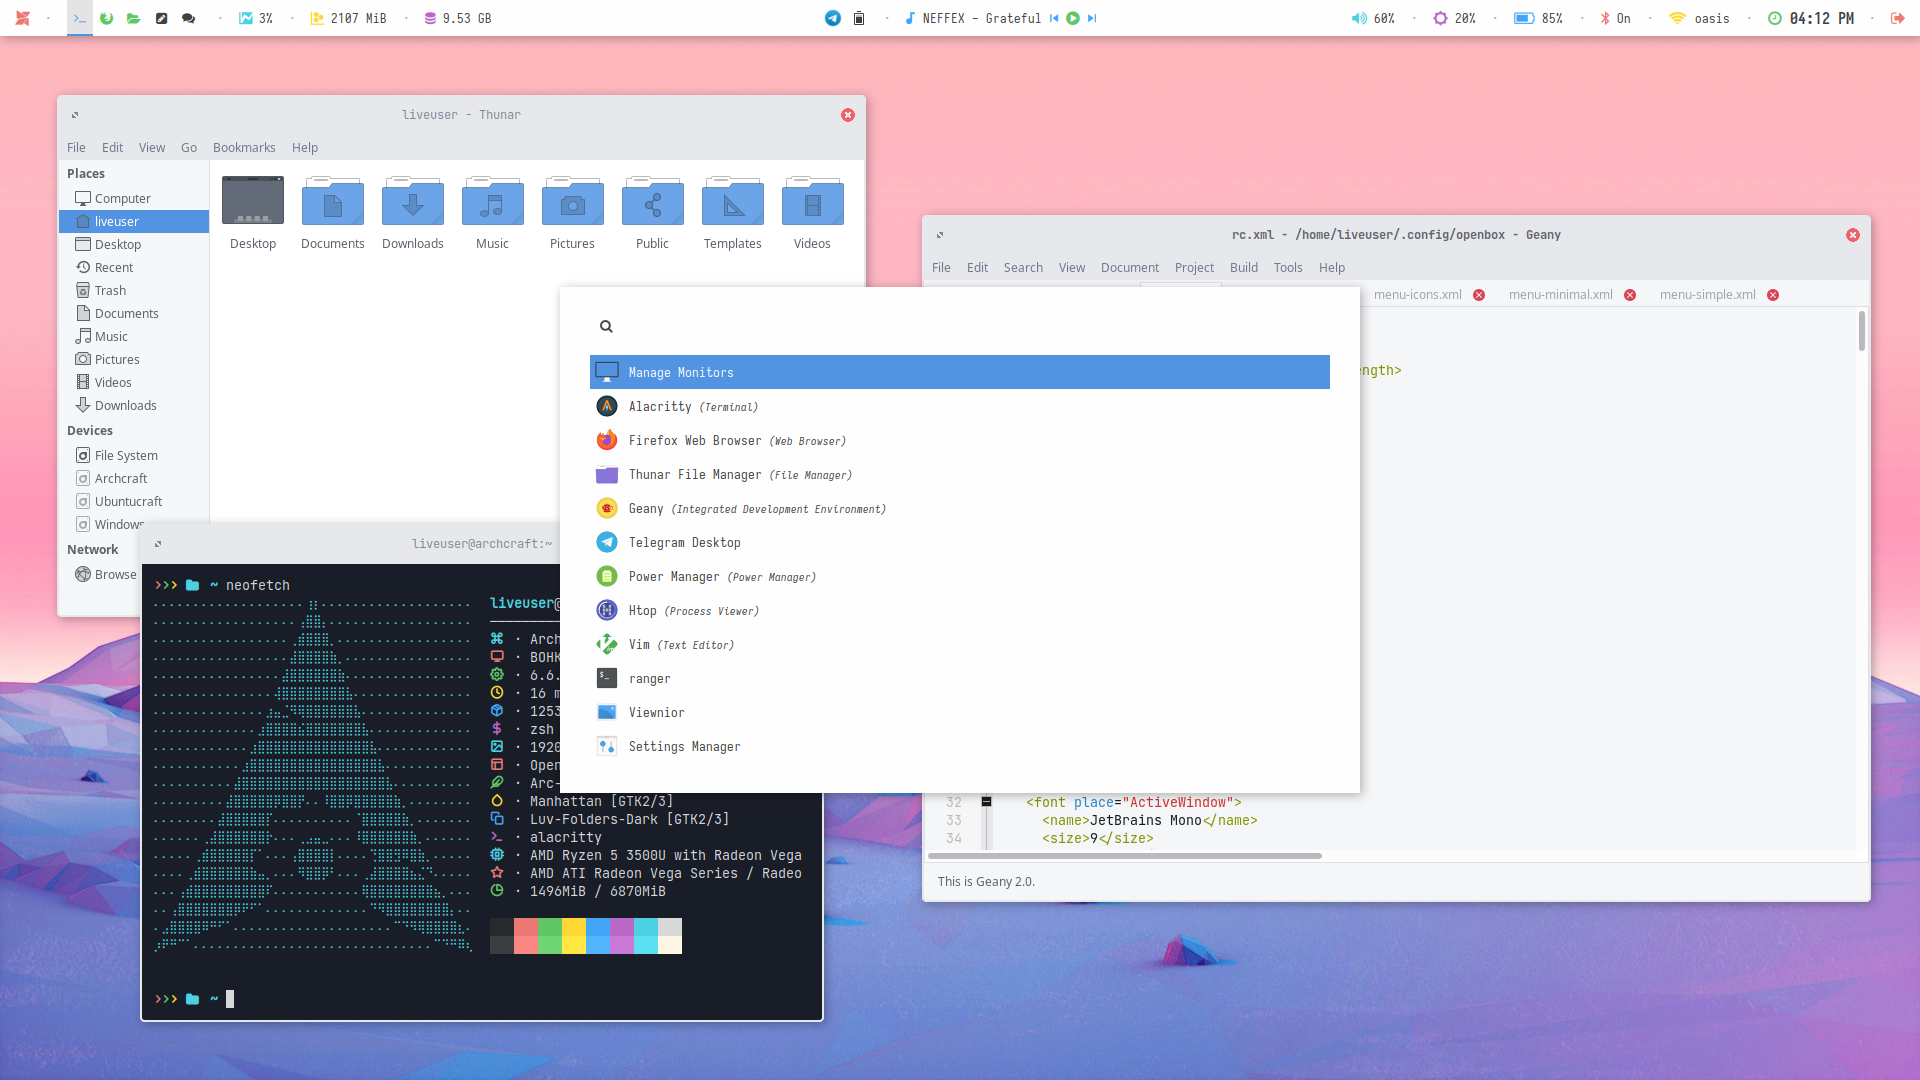 3%
2107 MiB
9.53 GB
NEFFEX - Grateful
60%
20%
85%
On
oasis
04:12 PM
liveuser - Thunar
File Edit View Go Bookmarks Help
Places
Computer
liveuser
Desktop
Recent
Trash
Documents
Music
Pictures
Videos
Downloads
Devices
File System
Archcraft
Ubuntucraft
Windows
Network
Browse
Desktop
Documents
Downloads
Music
Pictures
Public
Templates
Videos
rc.xml - /home/liveuser/.config/openbox - Geany
File Edit Search View Document Project Build Tools Help
menu-icons.xml
menu-minimal.xml
menu-simple.xml
ength>
32 <font place="ActiveWindow">
33 <name>JetBrains Mono</name>
34 <size>9</size>
This is Geany 2.0.
Manage Monitors
Alacritty (Terminal)
Firefox Web Browser (Web Browser)
Thunar File Manager (File Manager)
Geany (Integrated Development Environment)
Telegram Desktop
Power Manager (Power Manager)
Htop (Process Viewer)
Vim (Text Editor)
ranger
Viewnior
Settings Manager
liveuser@archcraft:~
>>> ~ neofetch
liveuser@
· Arch
· BOHK
· 6.6.
· 16 m
· 1253
· zsh
· 1920
· Open
· Arc-
· Manhattan [GTK2/3]
· Luv-Folders-Dark [GTK2/3]
· alacritty
· AMD Ryzen 5 3500U with Radeon Vega
· AMD ATI Radeon Vega Series / Radeo
· 1496MiB / 6870MiB
>>> ~